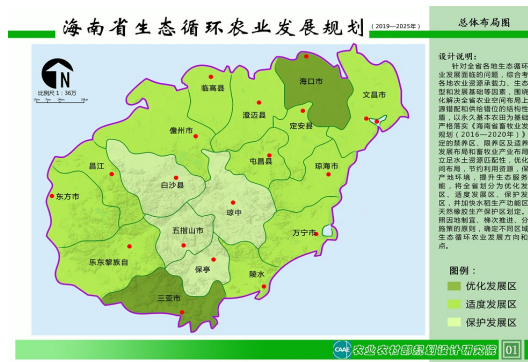 海南省生态循环农业发展规划 (2019—2025年)
总体布局图
N
比例尺 1:36万
海口市
文昌市
临高县
澄迈县
定安县
儋州市
屯昌县
琼海市
昌江
白沙县
东方市
琼中
五指山市
万宁市
乐东黎族自
保亭
陵水
三亚市
设计说明:
针对全省各地生态循环
业发展面临的问题,综合考
各地农业资源承载力、生态
型和发展基础等因素,围绕
化解决全省农业空间布局上
源错配和供给错位的结构性
盾,以永久基本农田为基础
严格落实《海南省畜牧业发
规划(2016—2020年)》
定的禁养区、限养区及适养
发展布局和畜牧业产业布局
立足水土资源匹配性,优化
间布局,节约利用资源,保
产地环境,提升生态服务
能,将全省划分为优化发
区、适度发展区、保护发
区,并加快水稻生产功能区
天然橡胶生产保护区划定。
照因地制宜、梯次推进、分
施策的原则,确定不同区域
生态循环农业发展方向和
点。
图例:
优化发展区
适度发展区
保护发展区
CAAE 农业农村部规划设计研究院 01